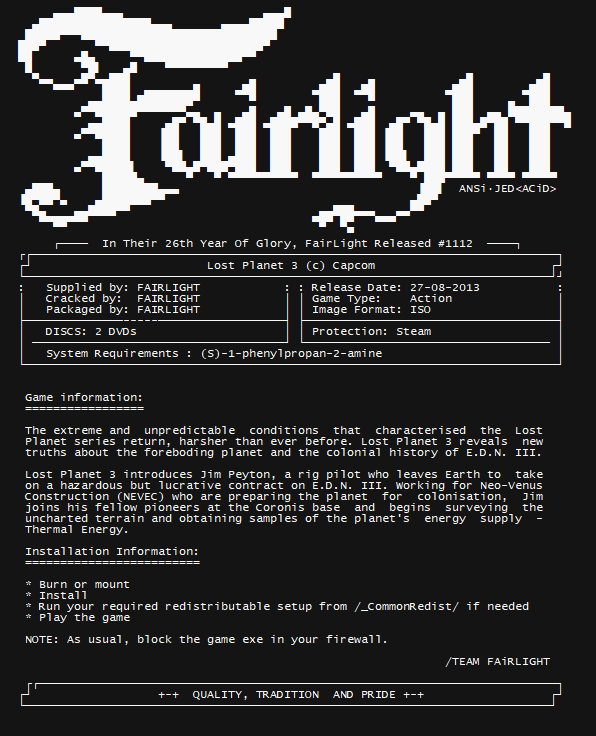 Fairlight
ANSi·JED<ACiD>
In Their 26th Year Of Glory, FairLight Released #1112
Lost Planet 3 (c) Capcom
Supplied by: FAIRLIGHT : : Release Date: 27-08-2013 :
Cracked by: FAIRLIGHT Game Type: Action
Packaged by: FAIRLIGHT Image Format: ISO
DISCS: 2 DVDs Protection: Steam
System Requirements : (S)-1-phenylpropan-2-amine
Game information:
=================
The extreme and unpredictable conditions that characterised the Lost
Planet series return, harsher than ever before. Lost Planet 3 reveals new
truths about the foreboding planet and the colonial history of E.D.N. III.
Lost Planet 3 introduces Jim Peyton, a rig pilot who leaves Earth to take
on a hazardous but lucrative contract on E.D.N. III. Working for Neo-Venus
Construction (NEVEC) who are preparing the planet for colonisation, Jim
joins his fellow pioneers at the Coronis base and begins surveying the
uncharted terrain and obtaining samples of the planet's energy supply -
Thermal Energy.
Installation Information:
=========================
* Burn or mount
* Install
* Run your required redistributable setup from /_CommonRedist/ if needed
* Play the game
NOTE: As usual, block the game exe in your firewall.
/TEAM FAiRLIGHT
+-+ QUALITY, TRADITION AND PRIDE +-+